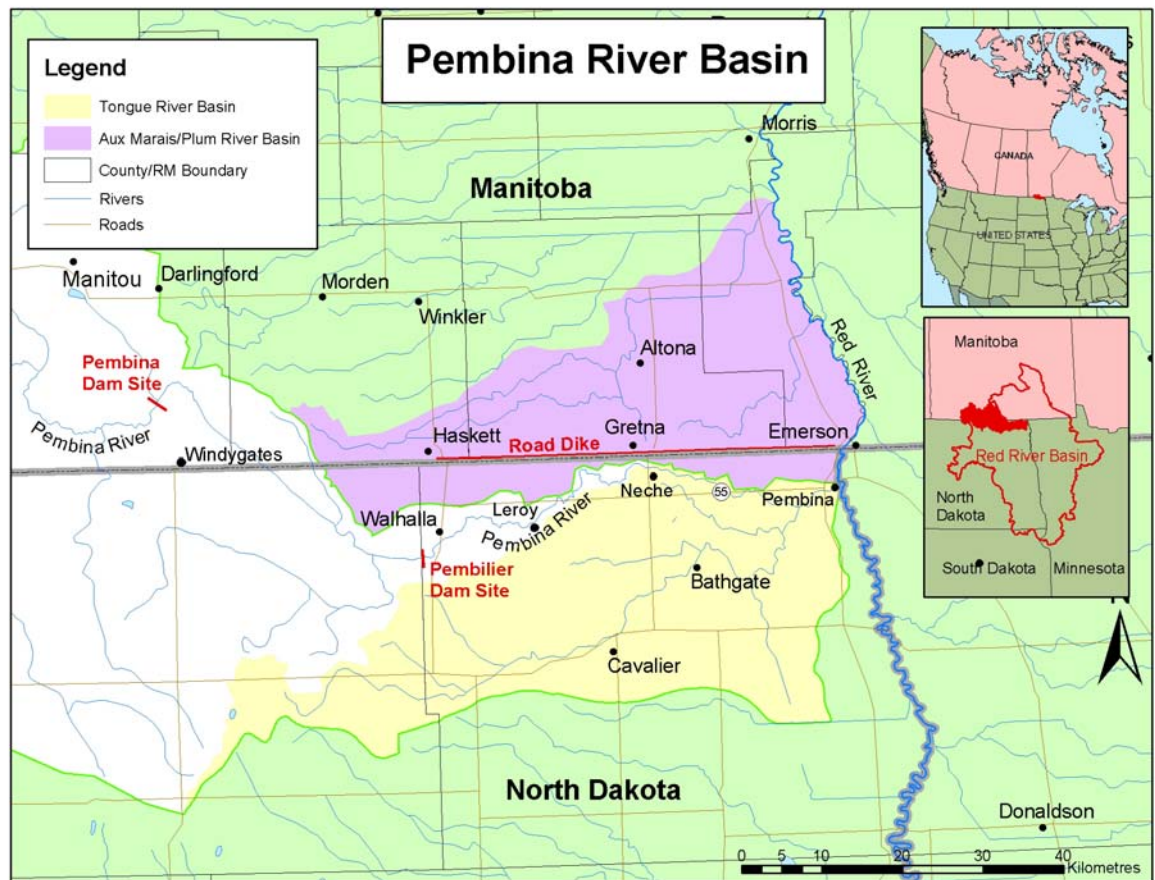 Pembina River Basin
Legend
Tongue River Basin
Aux Marais/Plum River Basin
County/RM Boundary
Rivers
Roads
Manitoba
Morris
Manitou
Darlingford
Morden
Winkler
Altona
Red River
Pembina
Dam Site
Pembina River
Windygates
Haskett
Road Dike
Gretna
Emerson
Neche
55
Pembina
Walhalla
Leroy
Pembina River
Pembilier
Dam Site
Bathgate
Cavalier
North Dakota
Donaldson
CANADA
UNITED STATES
Manitoba
Red River Basin
North
Dakota
South Dakota
Minnesota
N
0 10 20 30 40
Kilometres